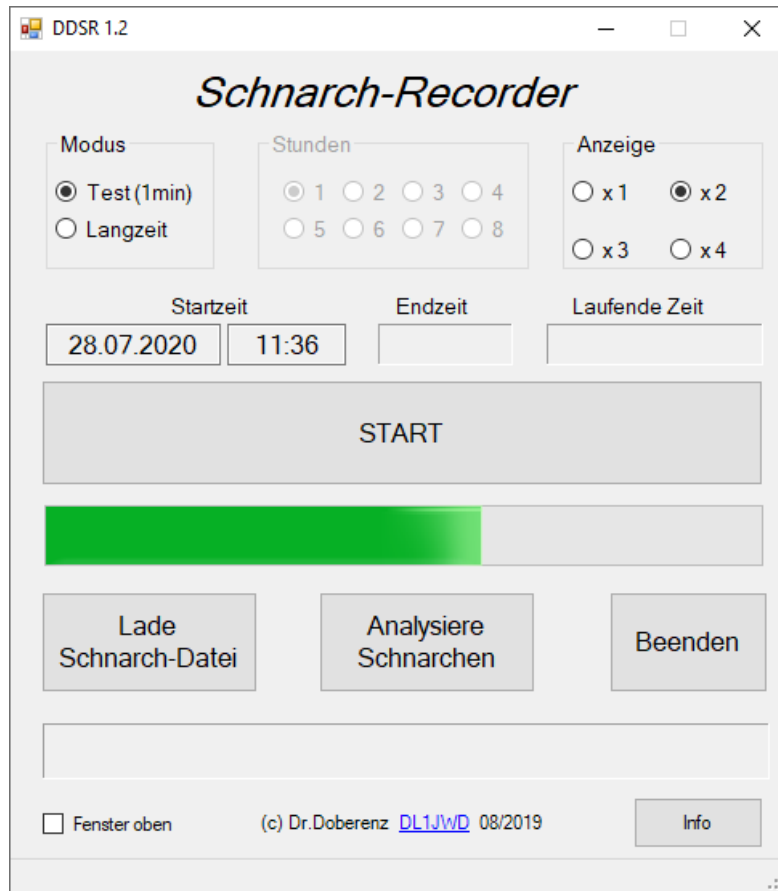 DDSR 1.2
Schnarch-Recorder
Modus
Stunden
Anzeige
Test (1min)
1 2 3 4
x 1 x 2
Langzeit
5 6 7 8
x 3 x 4
Startzeit
Endzeit
Laufende Zeit
28.07.2020
11:36
START
Lade
Schnarch-Datei
Analysiere
Schnarchen
Beenden
Fenster oben
(c) Dr.Doberenz DL1JWD 08/2019
Info